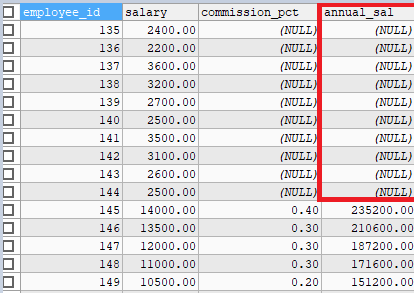 employee_id salary commission_pct annual_sal
135 2400.00 (NULL) (NULL)
136 2200.00 (NULL) (NULL)
137 3600.00 (NULL) (NULL)
138 3200.00 (NULL) (NULL)
139 2700.00 (NULL) (NULL)
140 2500.00 (NULL) (NULL)
141 3500.00 (NULL) (NULL)
142 3100.00 (NULL) (NULL)
143 2600.00 (NULL) (NULL)
144 2500.00 (NULL) (NULL)
145 14000.00 0.40 235200.00
146 13500.00 0.30 210600.00
147 12000.00 0.30 187200.00
148 11000.00 0.30 171600.00
149 10500.00 0.20 151200.00